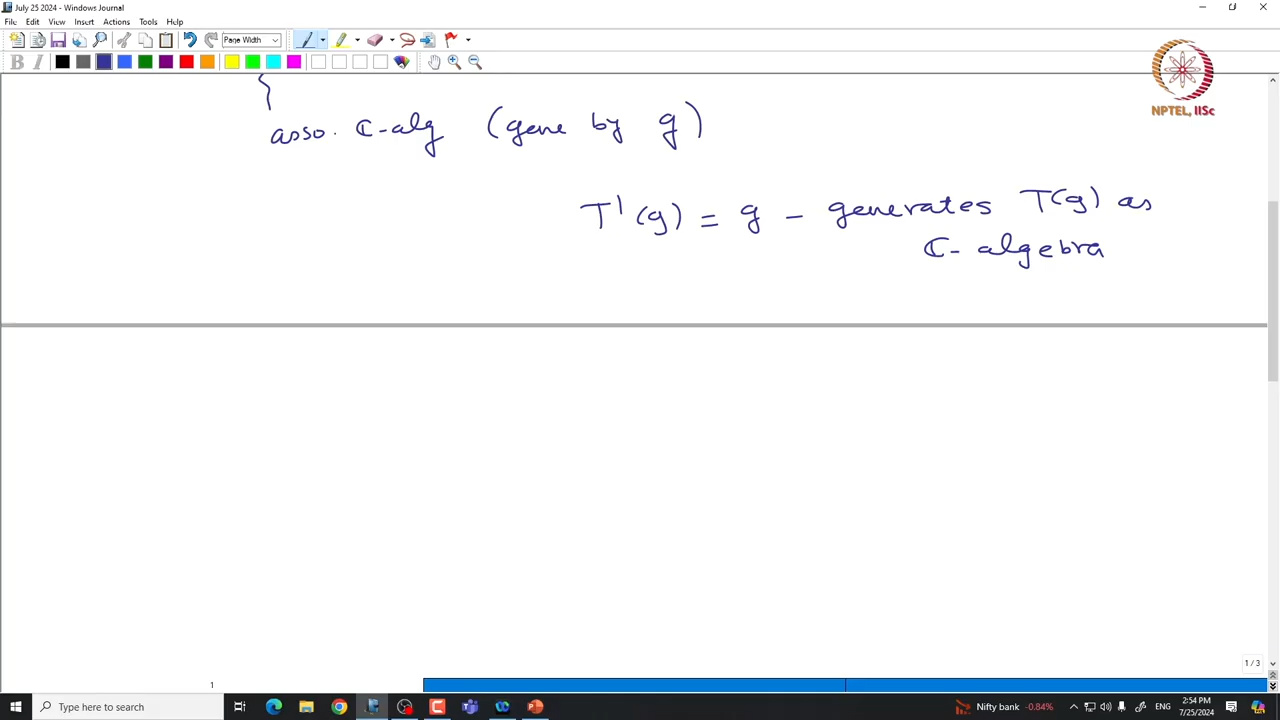 July 25 2024 - Windows Journal
File Edit View Insert Actions Tools Help
Page Width
B I
NPTEL, IISc
asso. ℂ-alg (gene by g)
T¹(g) = g - generates T(g) as
ℂ- algebra
1 / 3
1
Type here to search
Nifty bank -0.84%
ENG
2:54 PM
7/25/2024